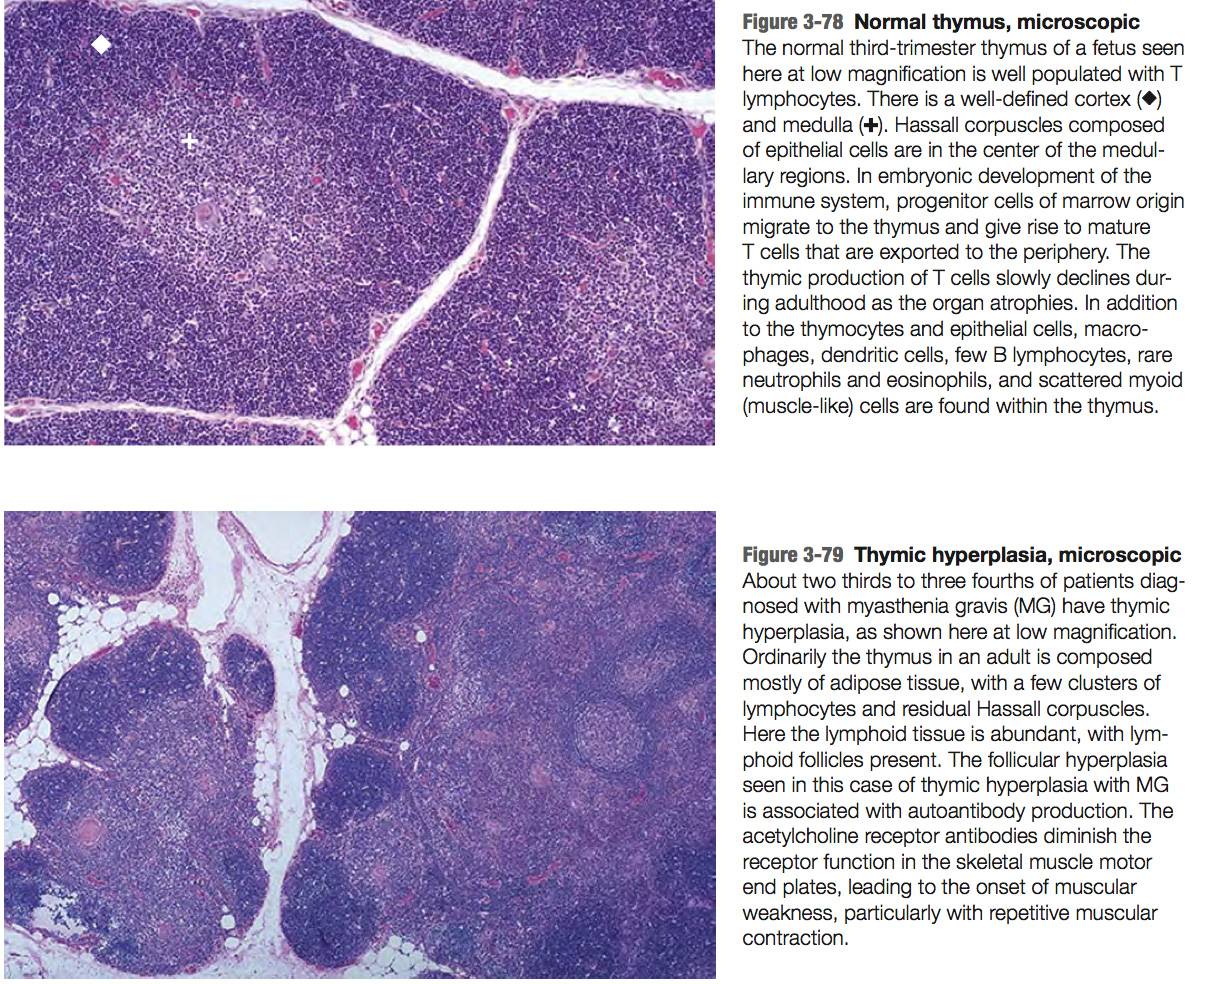 Figure 3-78 Normal thymus, microscopic
The normal third-trimester thymus of a fetus seen
here at low magnification is well populated with T
lymphocytes. There is a well-defined cortex (◆)
and medulla (✚). Hassall corpuscles composed
of epithelial cells are in the center of the medul-
lary regions. In embryonic development of the
immune system, progenitor cells of marrow origin
migrate to the thymus and give rise to mature
T cells that are exported to the periphery. The
thymic production of T cells slowly declines dur-
ing adulthood as the organ atrophies. In addition
to the thymocytes and epithelial cells, macro-
phages, dendritic cells, few B lymphocytes, rare
neutrophils and eosinophils, and scattered myoid
(muscle-like) cells are found within the thymus.
Figure 3-79 Thymic hyperplasia, microscopic
About two thirds to three fourths of patients diag-
nosed with myasthenia gravis (MG) have thymic
hyperplasia, as shown here at low magnification.
Ordinarily the thymus in an adult is composed
mostly of adipose tissue, with a few clusters of
lymphocytes and residual Hassall corpuscles.
Here the lymphoid tissue is abundant, with lym-
phoid follicles present. The follicular hyperplasia
seen in this case of thymic hyperplasia with MG
is associated with autoantibody production. The
acetylcholine receptor antibodies diminish the
receptor function in the skeletal muscle motor
end plates, leading to the onset of muscular
weakness, particularly with repetitive muscular
contraction.